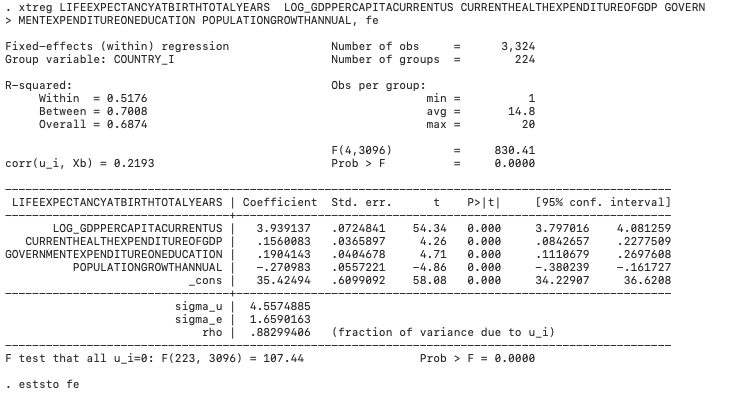 . xtreg LIFEEXPECTANCYATBIRTHTOTALYEARS  LOG_GDPPERCAPITACURRENTUS CURRENTHEALTHEXPENDITUREOFGDP GOVERN
> MENTEXPENDITUREONEDUCATION POPULATIONGROWTHANNUAL, fe
Fixed-effects (within) regression               Number of obs     =      3,324
Group variable: COUNTRY_I                       Number of groups  =        224
R-squared:                                      Obs per group:
     Within  = 0.5176                                         min =          1
     Between = 0.7008                                         avg =       14.8
     Overall = 0.6874                                         max =         20
                                                F(4,3096)         =     830.41
corr(u_i, Xb) = 0.2193                          Prob > F          =     0.0000
LIFEEXPECTANCYATBIRTHTOTALYEARS | Coefficient  Std. err.      t    P>|t|     [95% conf. interval]
LOG_GDPPERCAPITACURRENTUS |   3.939137   .0724841    54.34   0.000     3.797016    4.081259
CURRENTHEALTHEXPENDITUREOFGDP |   .1560083   .0365897     4.26   0.000     .0842657    .2277509
GOVERNMENTEXPENDITUREONEDUCATION |   .1904143   .0404678     4.71   0.000     .1110679    .2697608
POPULATIONGROWTHANNUAL |   -.270983   .0557221    -4.86   0.000     -.380239    -.161727
_cons |   35.42494   .6099092    58.08   0.000     34.22907     36.6208
sigma_u |  4.5574885
sigma_e |  1.6590163
rho |  .88299406   (fraction of variance due to u_i)
F test that all u_i=0: F(223, 3096) = 107.44                 Prob > F = 0.0000
. eststo fe